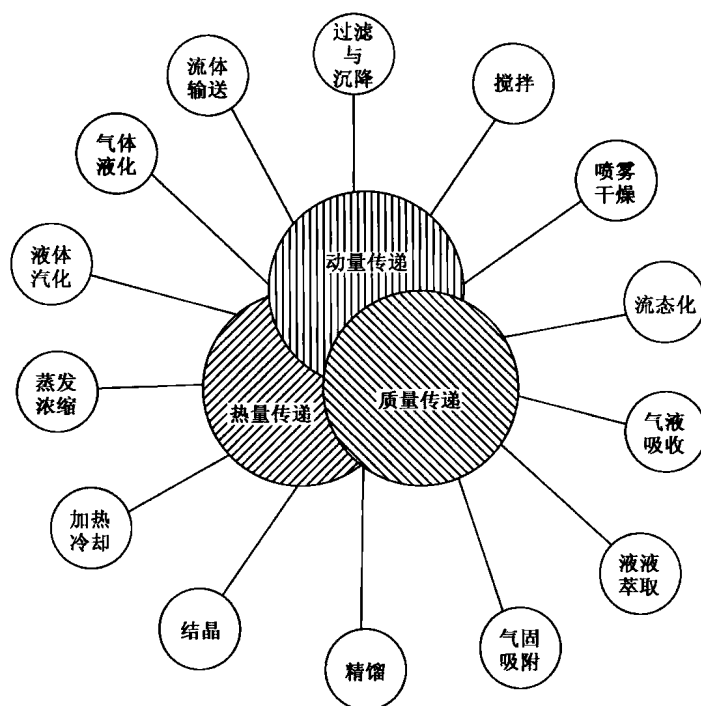 过滤
与
沉降
流体
输送
搅拌
气体
液化
喷雾
干燥
液体
汽化
动量传递
流态化
蒸发
浓缩
热量传递
质量传递
气液
吸收
加热
冷却
液液
萃取
结晶
精馏
气固
吸附